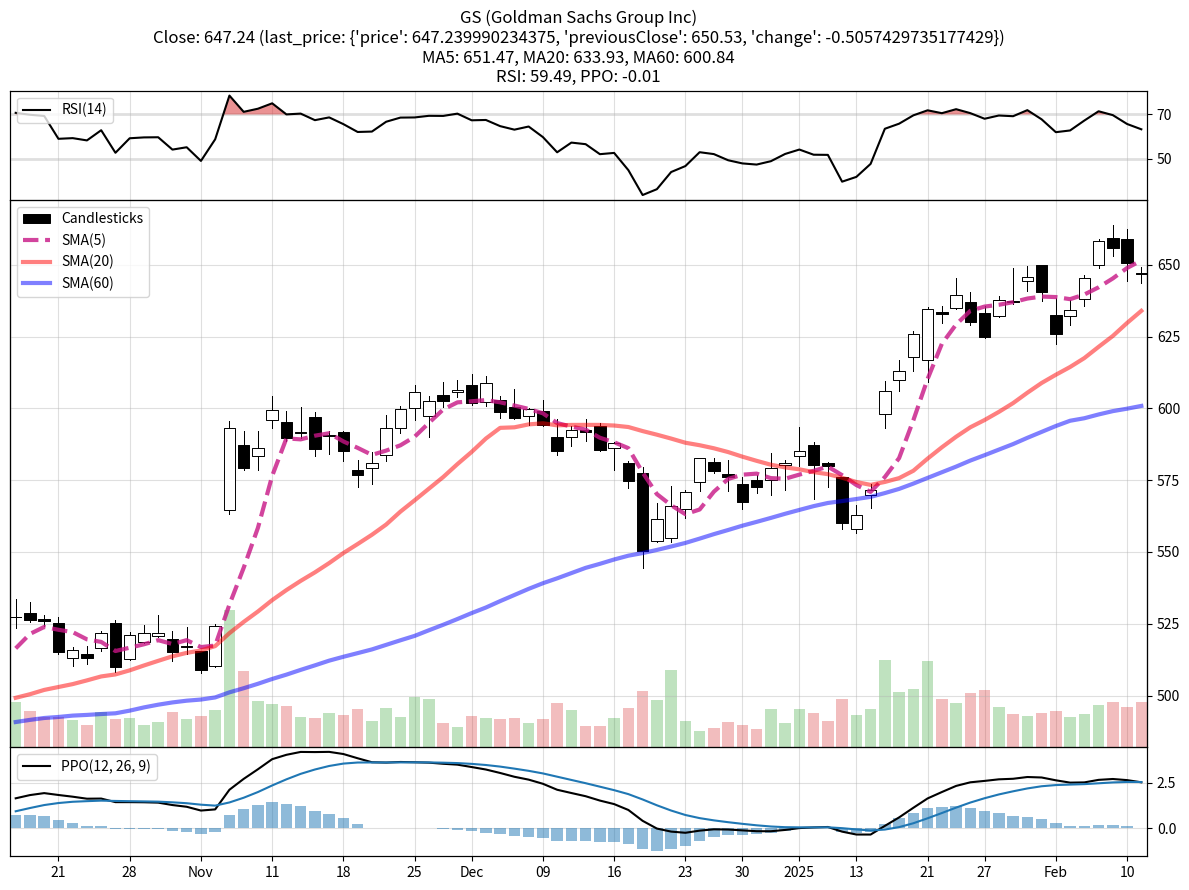 GS (Goldman Sachs Group Inc)
Close: 647.24 (last_price: {'price': 647.239990234375, 'previousClose': 650.53, 'change': -0.5057429735177429})
MA5: 651.47, MA20: 633.93, MA60: 600.84
RSI: 59.49, PPO: -0.01
RSI(14)
70
50
Candlesticks
SMA(5)
SMA(20)
SMA(60)
650
625
600
575
550
525
500
PPO(12, 26, 9)
2.5
0.0
21 28 Nov 11 18 25 Dec 09 16 23 30 2025 13 21 27 Feb 10